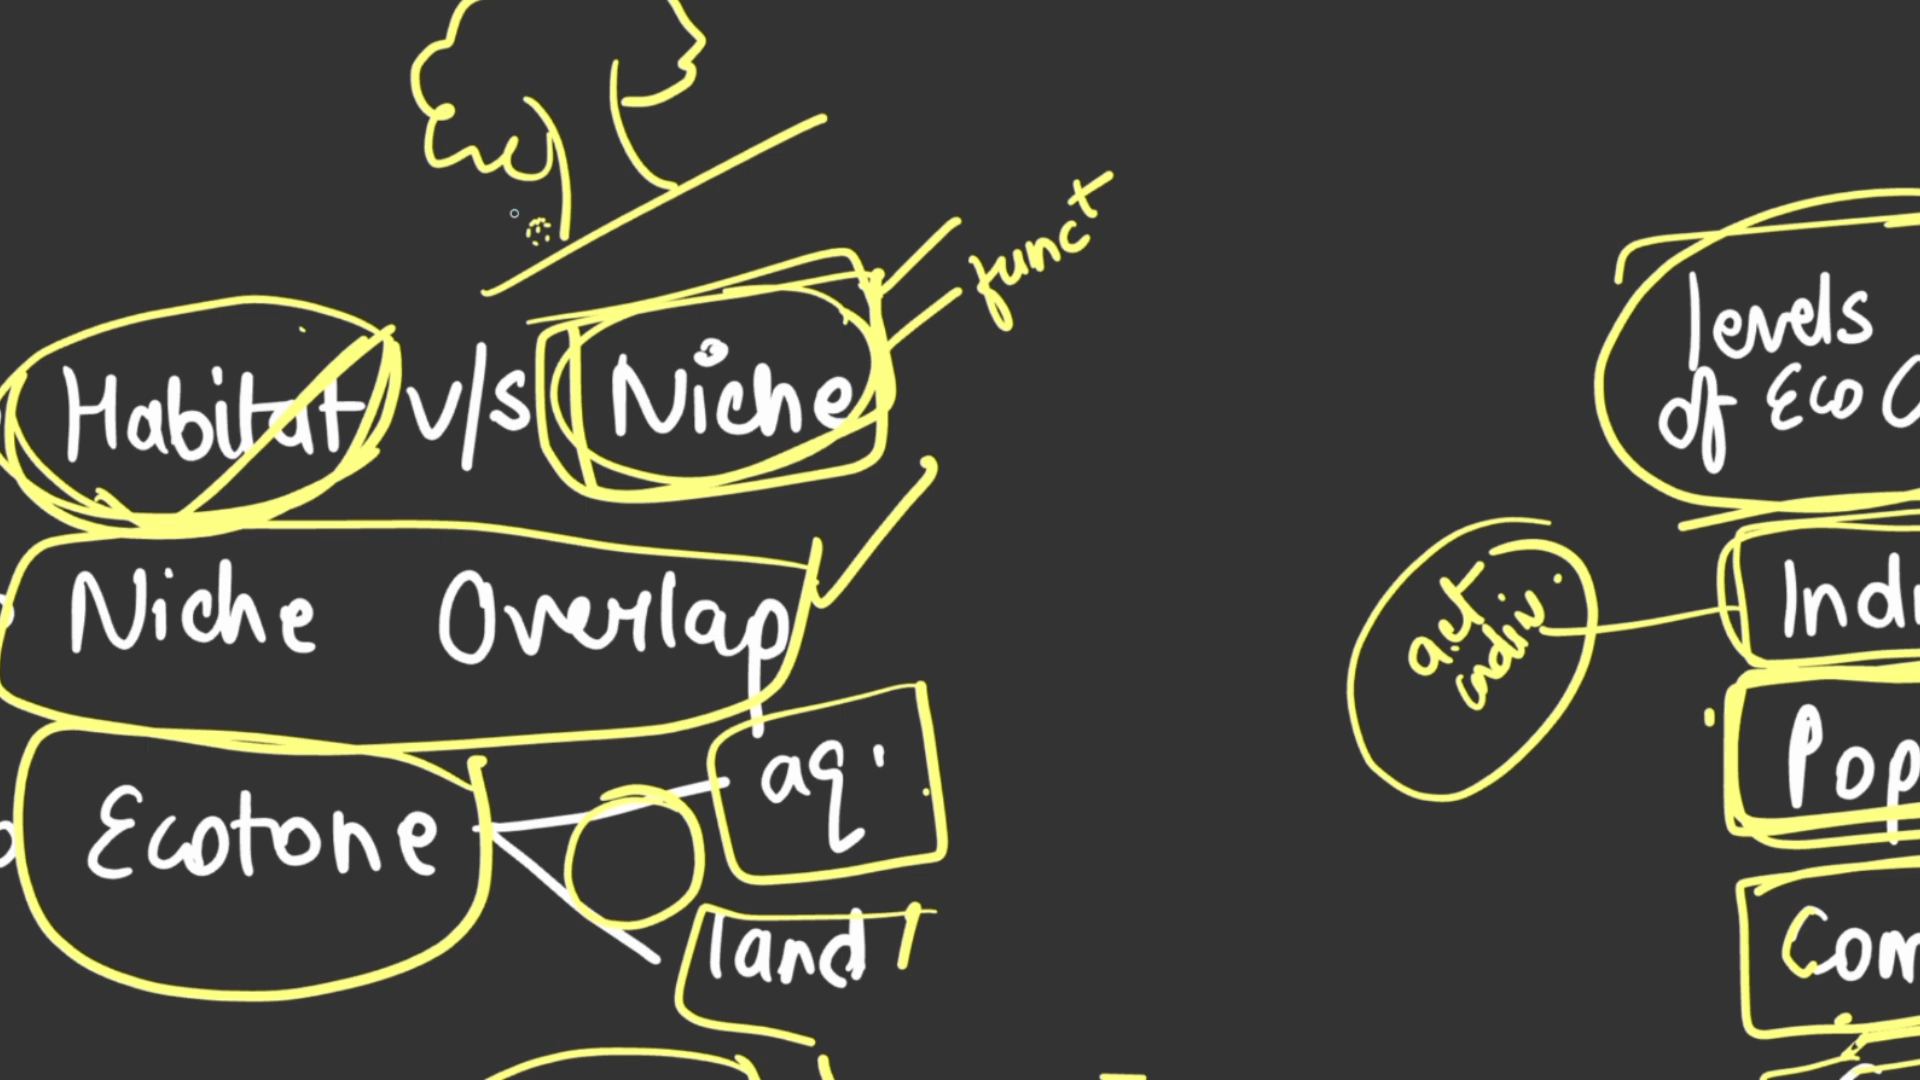 funct
Habitat v/s Niche
Niche Overlap
Ecotone
aq.
land
levels
of Eco
act
indiv.
Indi
Pop
Com